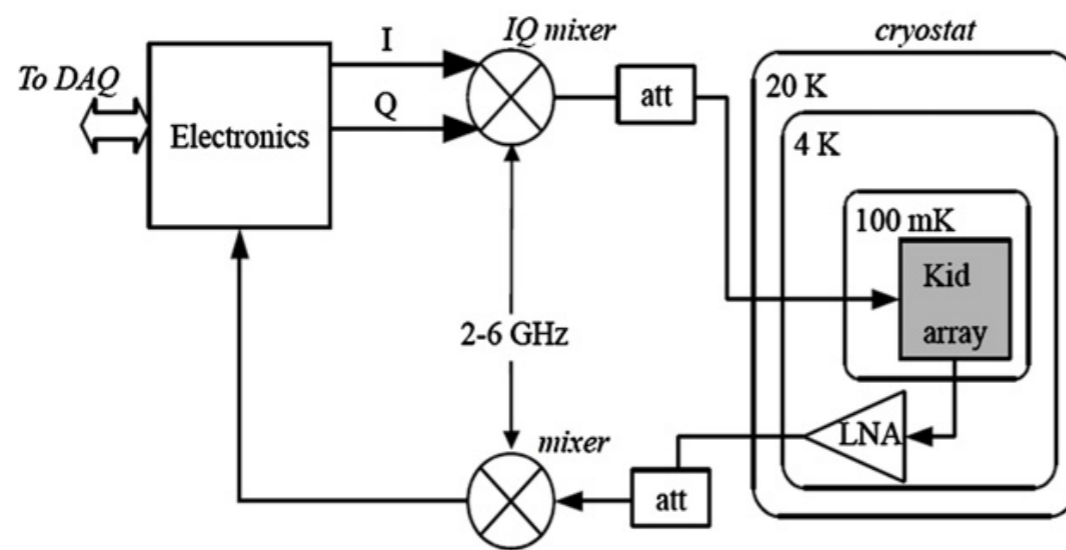 I
IQ mixer
cryostat
To DAQ
att
20 K
Q
Electronics
4 K
100 mK
Kid
array
2-6 GHz
mixer
LNA
att